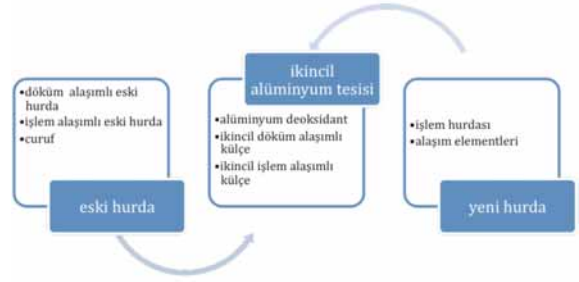 •döküm alaşımlı eski
hurda
•işlem alaşımlı eski hurda
•curuf
eski hurda
ikincil
alüminyum tesisi
•alüminyum deoksidant
•ikincil döküm alaşımlı
külçe
•ikincil işlem alaşımlı
külçe
•işlem hurdası
•alaşım elementleri
yeni hurda